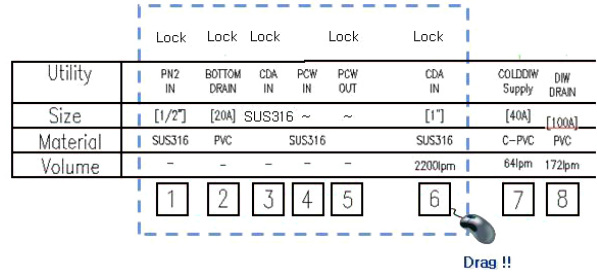 Lock Lock Lock Lock Lock
Utility PN2 IN BOTTOM DRAIN CDA IN PCW IN PCW OUT CDA IN COLDDIW Supply DIW DRAIN
Size [1/2"] [20A] SUS316 ~ ~ [1"] [40A] [100A]
Material SUS316 PVC SUS316 SUS316 C-PVC PVC
Volume - - - - - 2200lpm 64lpm 172lpm
1 2 3 4 5 6 7 8
Drag !!